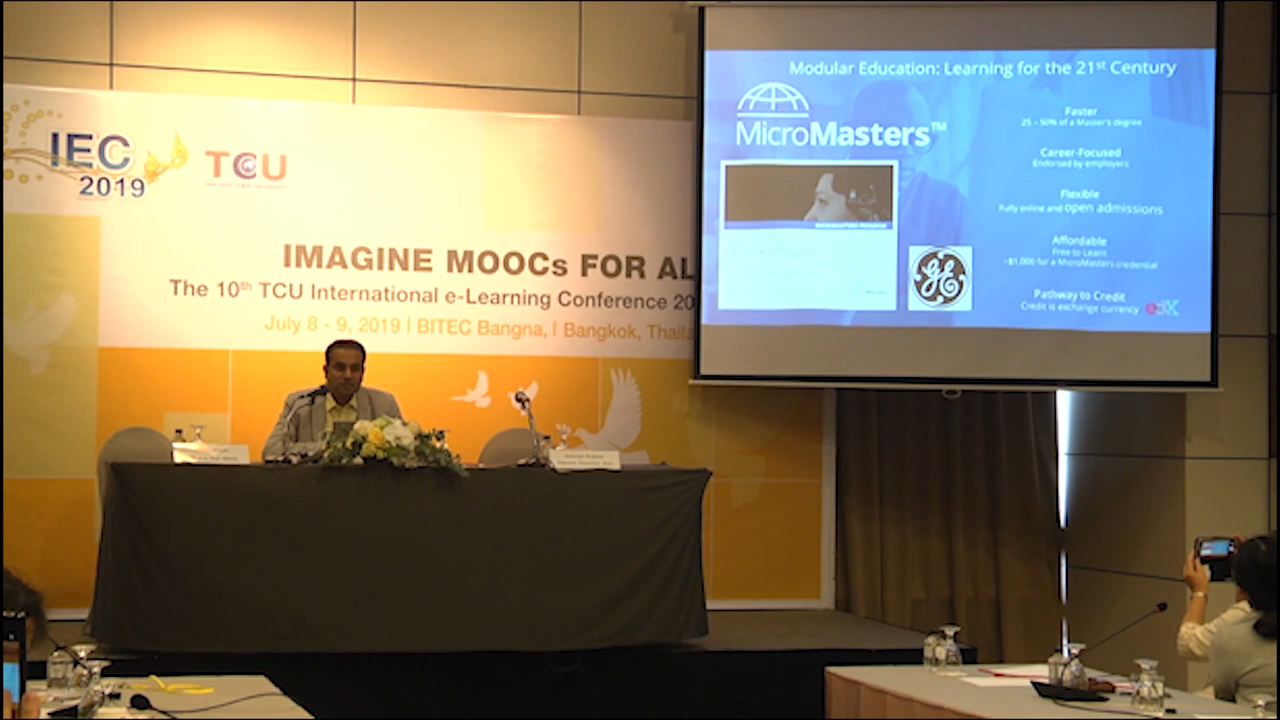 IEC
2019
TCU
IMAGINE MOOCs FOR AL
The 10th TCU International e-Learning Conference 20
July 8 - 9, 2019 | BITEC Bangna, | Bangkok, Thaila
Modular Education: Learning for the 21st Century
MicroMasters™
MICROMASTERS PROGRAM
GE
Faster
25 – 50% of a Master's degree
Career-Focused
Endorsed by employers
Flexible
Fully online and open admissions
Affordable
Free to Learn
~$1,000 for a MicroMasters credential
Pathway to Credit
Credit is exchange currency
edX